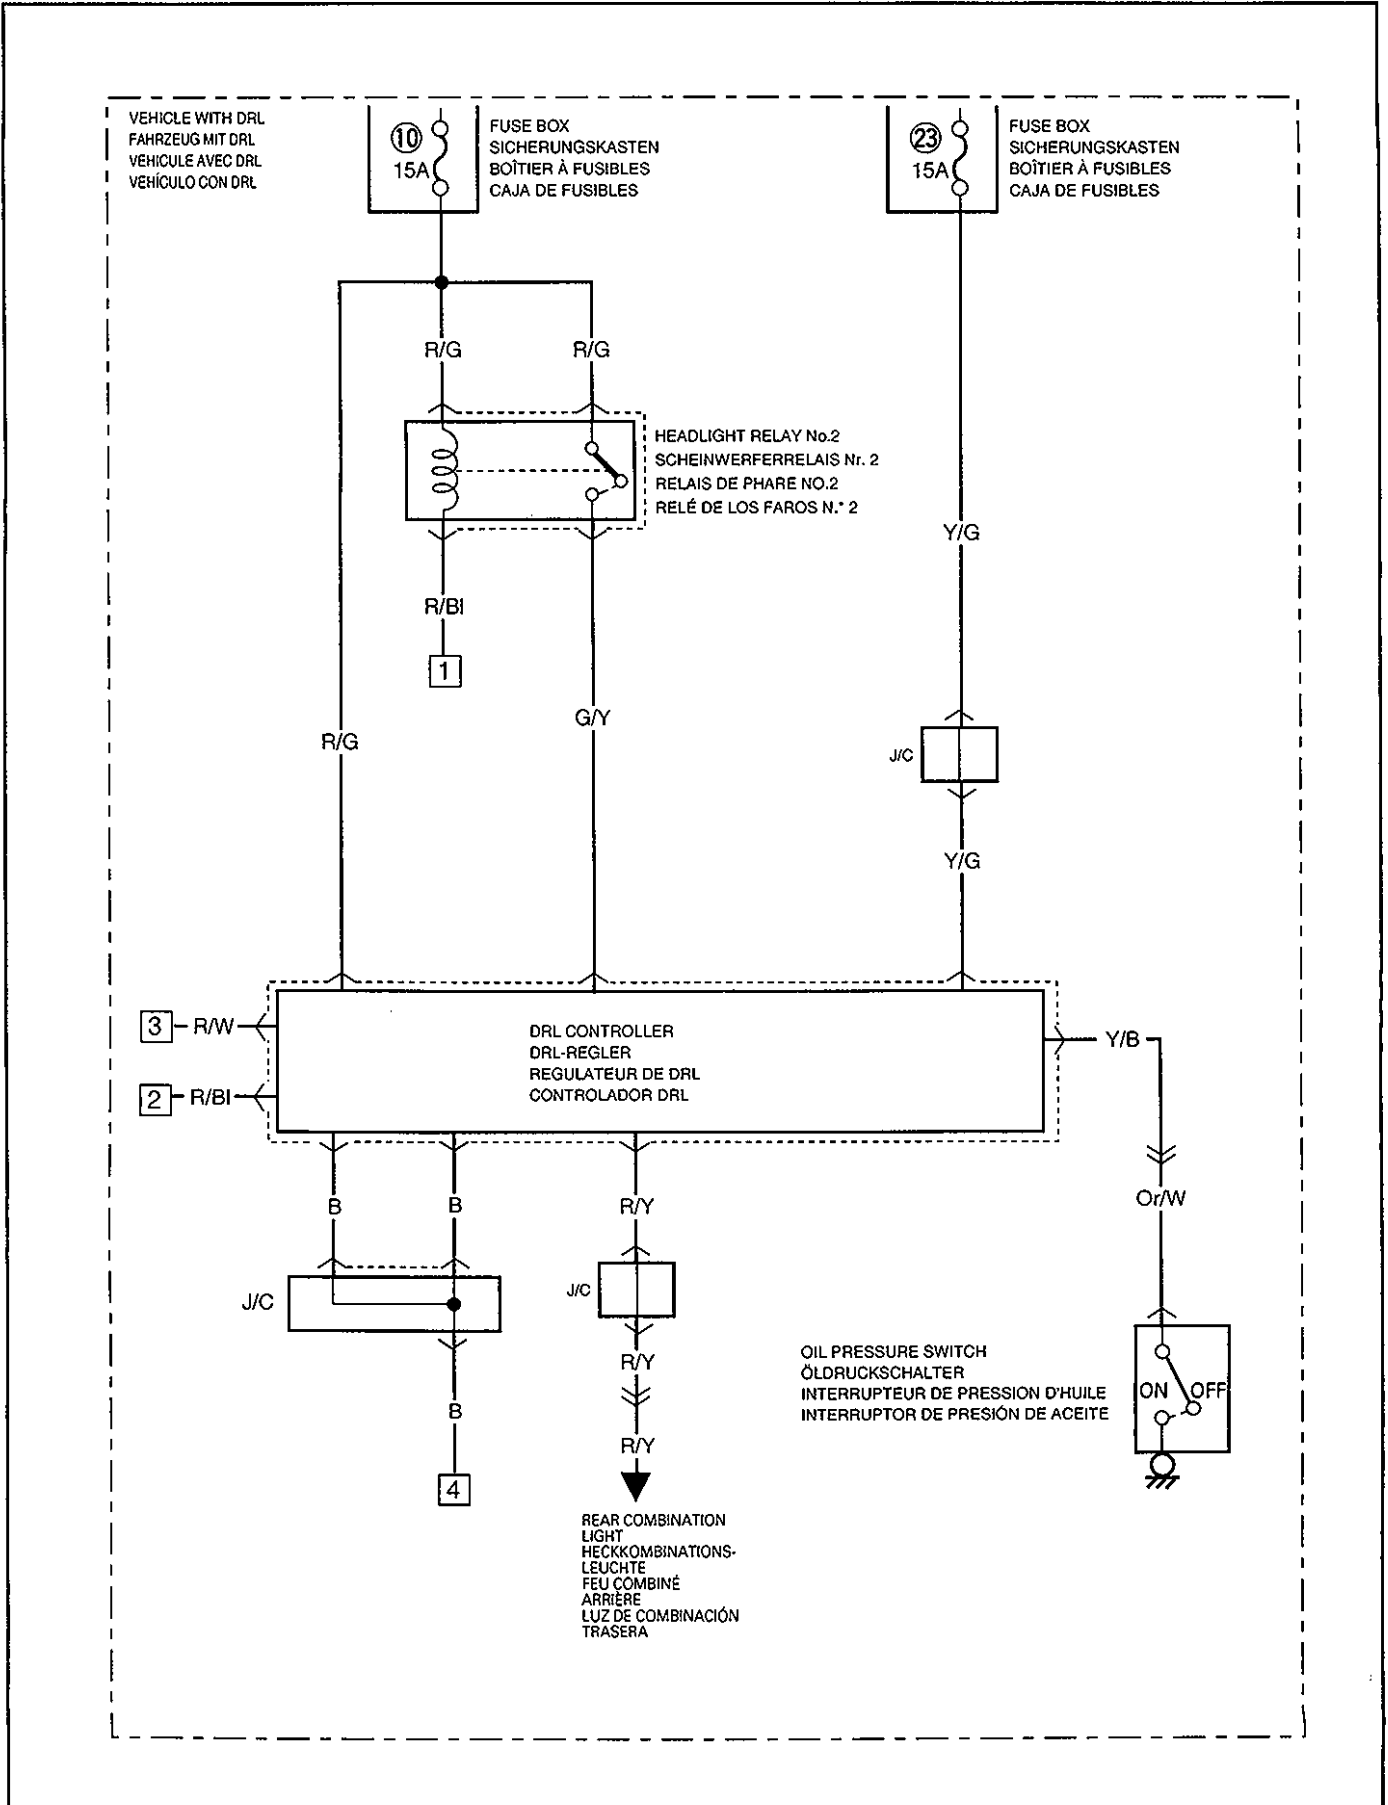 VEHICLE WITH DRL
FAHRZEUG MIT DRL
VEHICULE AVEC DRL
VEHÍCULO CON DRL
10
15A
FUSE BOX
SICHERUNGSKASTEN
BOÎTIER À FUSIBLES
CAJA DE FUSIBLES
23
15A
FUSE BOX
SICHERUNGSKASTEN
BOÎTIER À FUSIBLES
CAJA DE FUSIBLES
R/G
R/G
HEADLIGHT RELAY No.2
SCHEINWERFERRELAIS Nr. 2
RELAIS DE PHARE NO.2
RELÉ DE LOS FAROS N.° 2
Y/G
R/Bl
1
G/Y
R/G
J/C
Y/G
3
R/W
2
R/Bl
DRL CONTROLLER
DRL-REGLER
REGULATEUR DE DRL
CONTROLADOR DRL
Y/B
B
B
R/Y
Or/W
J/C
J/C
R/Y
B
R/Y
4
OIL PRESSURE SWITCH
ÖLDRUCKSCHALTER
INTERRUPTEUR DE PRESSION D'HUILE
INTERRUPTOR DE PRESIÓN DE ACEITE
ON
OFF
REAR COMBINATION
LIGHT
HECKKOMBINATIONS-
LEUCHTE
FEU COMBINÉ
ARRIÈRE
LUZ DE COMBINACIÓN
TRASERA